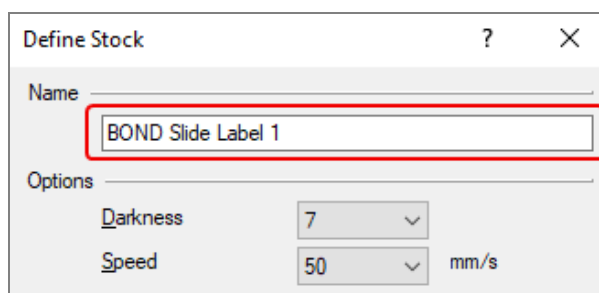 Define Stock ? ×
Name
BOND Slide Label 1
Options
Darkness 7
Speed 50 mm/s